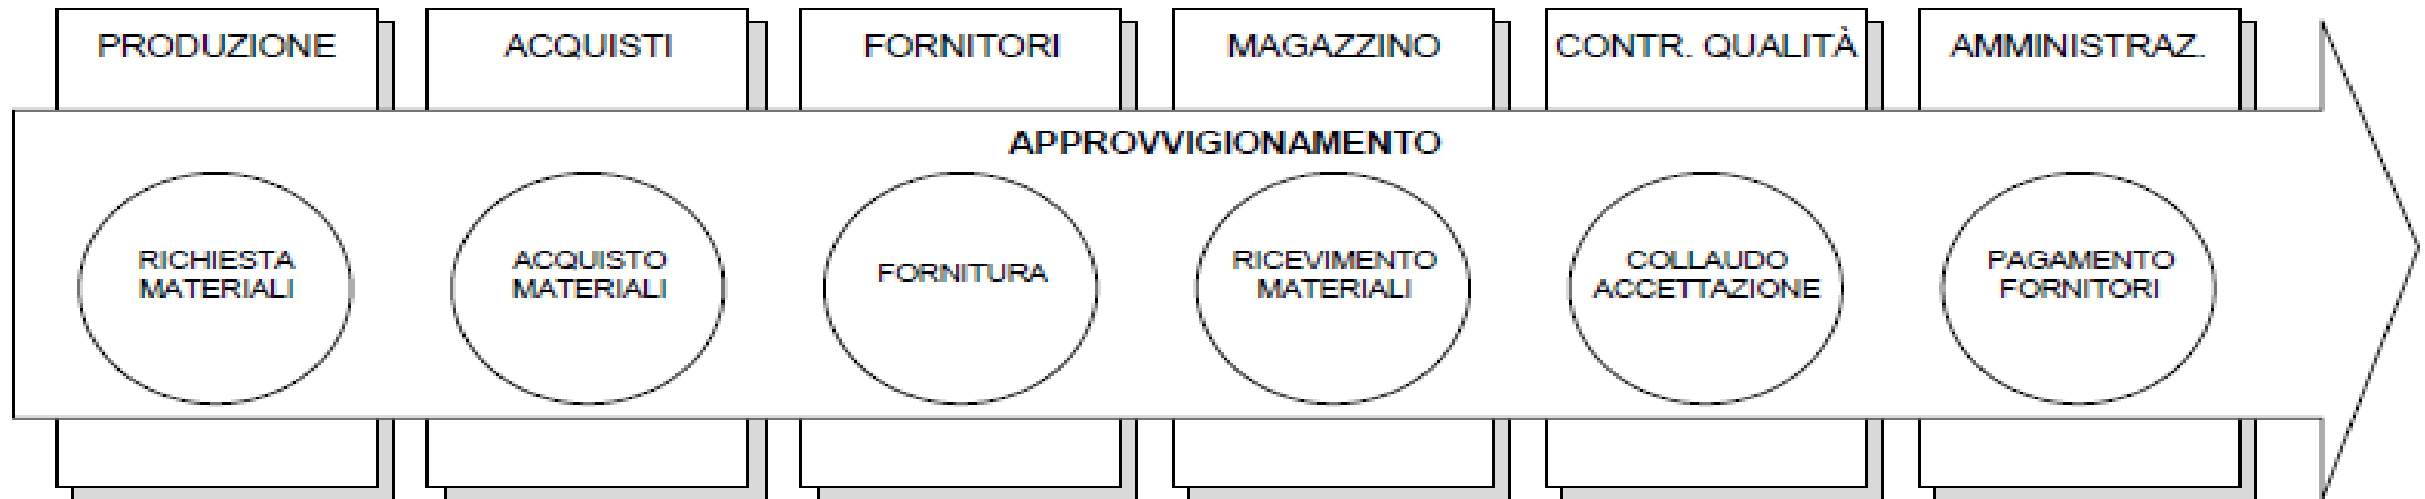 PRODUZIONE
ACQUISTI
FORNITORI
MAGAZZINO
CONTR. QUALITÀ
AMMINISTRAZ.
APPROVVIGIONAMENTO
RICHIESTA
MATERIALI
ACQUISTO
MATERIALI
FORNITURA
RICEVIMENTO
MATERIALI
COLLAUDO
ACCETTAZIONE
PAGAMENTO
FORNITORI